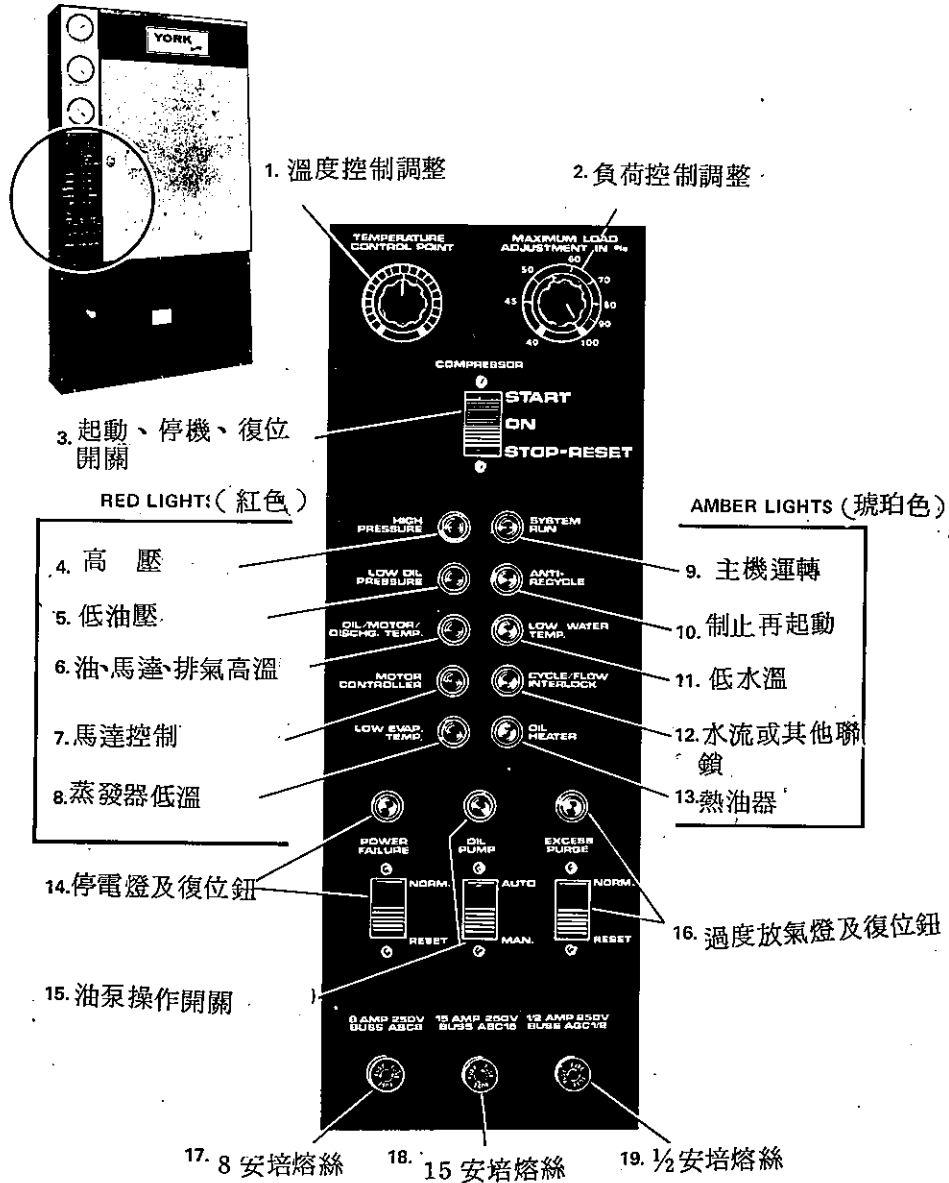 YORK
1. 溫度控制調整
2. 負荷控制調整
TEMPERATURE
CONTROL POINT
MAXIMUM LOAD
ADJUSTMENT IN %
40
45
50
60
70
80
90
100
COMPRESSOR
START
ON
STOP-RESET
3. 起動、停機、復位
開關
RED LIGHTS (紅色)
AMBER LIGHTS (琥珀色)
4. 高 壓
5. 低油壓
6. 油、馬達、排氣高溫
7. 馬達控制
8. 蒸發器低溫
HIGH
PRESSURE
LOW OIL
PRESSURE
OIL/MOTOR/
DISCHG. TEMP.
MOTOR
CONTROLLER
LOW EVAP.
TEMP.
SYSTEM
RUN
ANTI-
RECYCLE
LOW WATER
TEMP.
CYCLE/FLOW
INTERLOCK
OIL
HEATER
9. 主機運轉
10. 制止再起動
11. 低水溫
12. 水流或其他聯
鎖
13. 熱油器
POWER
FAILURE
OIL
PUMP
EXCESS
PURGE
NORM.
RESET
AUTO
MAN.
NORM.
RESET
14. 停電燈及復位鈕
15. 油泵操作開關
16. 過度放氣燈及復位鈕
8 AMP 250V
BUSS ABC8
15 AMP 250V
BUSS ABC15
1/2 AMP 250V
BUSS AGC1/2
17. 8 安培熔絲
18. 15 安培熔絲
19. ½安培熔絲